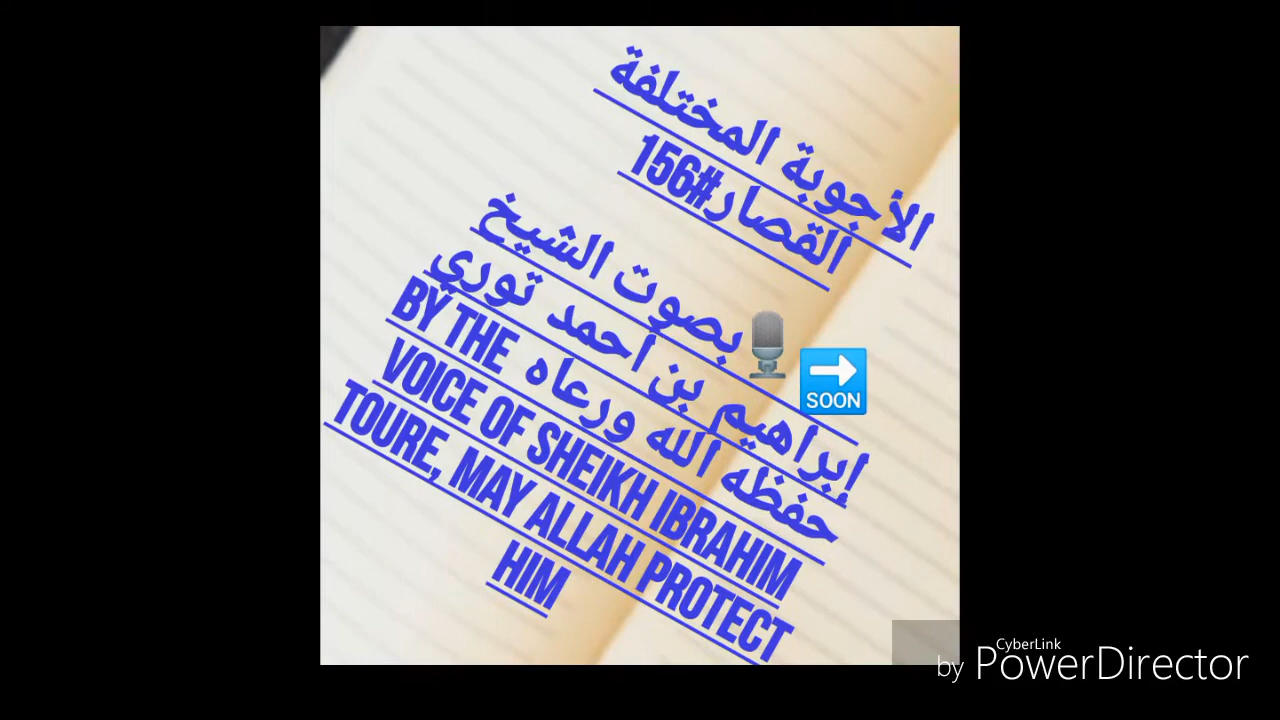 الأجوبة المختلفة
القصار#156
🎙️بصوت الشيخ
إبراهيم بن أحمد توري
حفظه الله ورعاه BY THE
VOICE OF SHEIKH IBRAHIM
TOURE, MAY ALLAH PROTECT
HIM
SOON
CyberLink
by PowerDirector